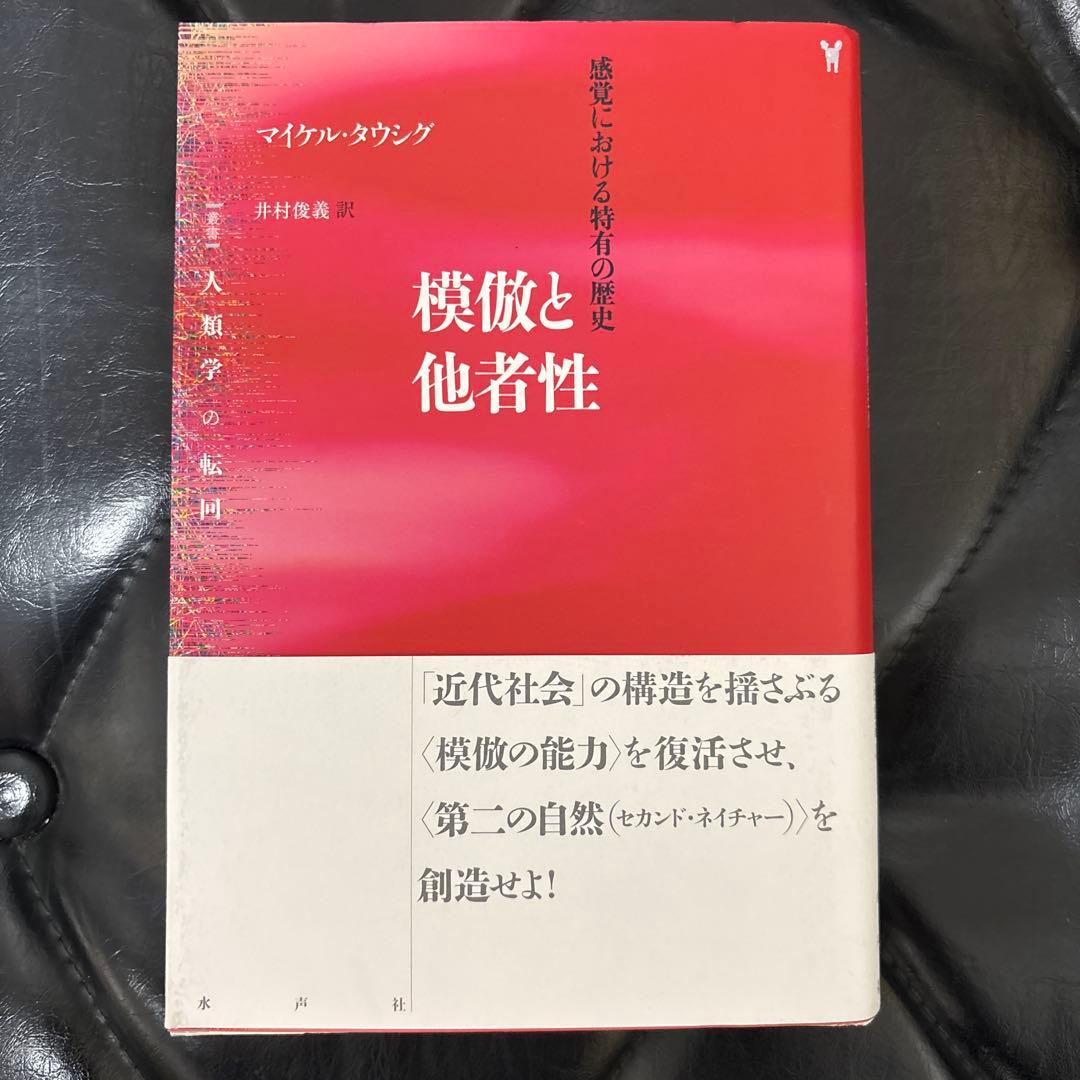 感覚における特有の歴史
マイケル・タウシグ
井村俊義 訳
模倣と
他者性
【叢書】人類学の転回
「近代社会」の構造を揺さぶる
〈模倣の能力〉を復活させ、
〈第二の自然(セカンド・ネイチャー)〉を
創造せよ!
水声社